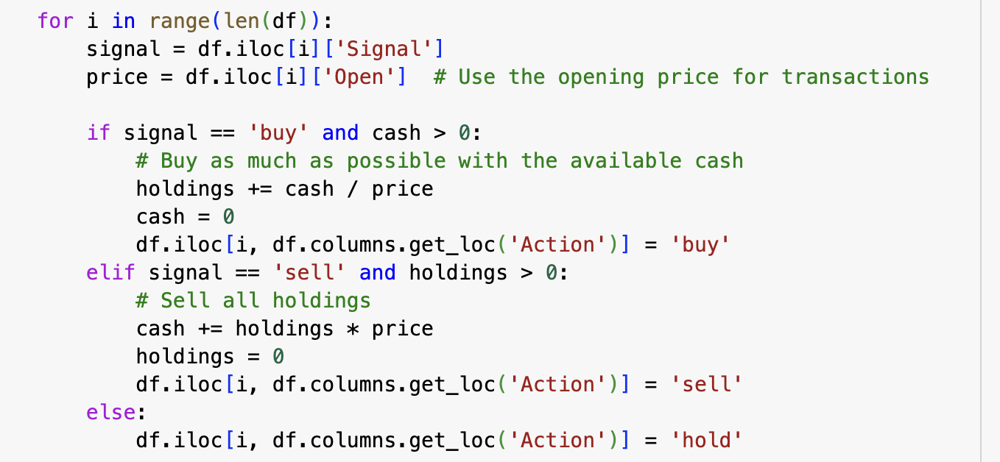 for i in range(len(df)):
    signal = df.iloc[i]['Signal']
    price = df.iloc[i]['Open']  # Use the opening price for transactions

    if signal == 'buy' and cash > 0:
        # Buy as much as possible with the available cash
        holdings += cash / price
        cash = 0
        df.iloc[i, df.columns.get_loc('Action')] = 'buy'
    elif signal == 'sell' and holdings > 0:
        # Sell all holdings
        cash += holdings * price
        holdings = 0
        df.iloc[i, df.columns.get_loc('Action')] = 'sell'
    else:
        df.iloc[i, df.columns.get_loc('Action')] = 'hold'